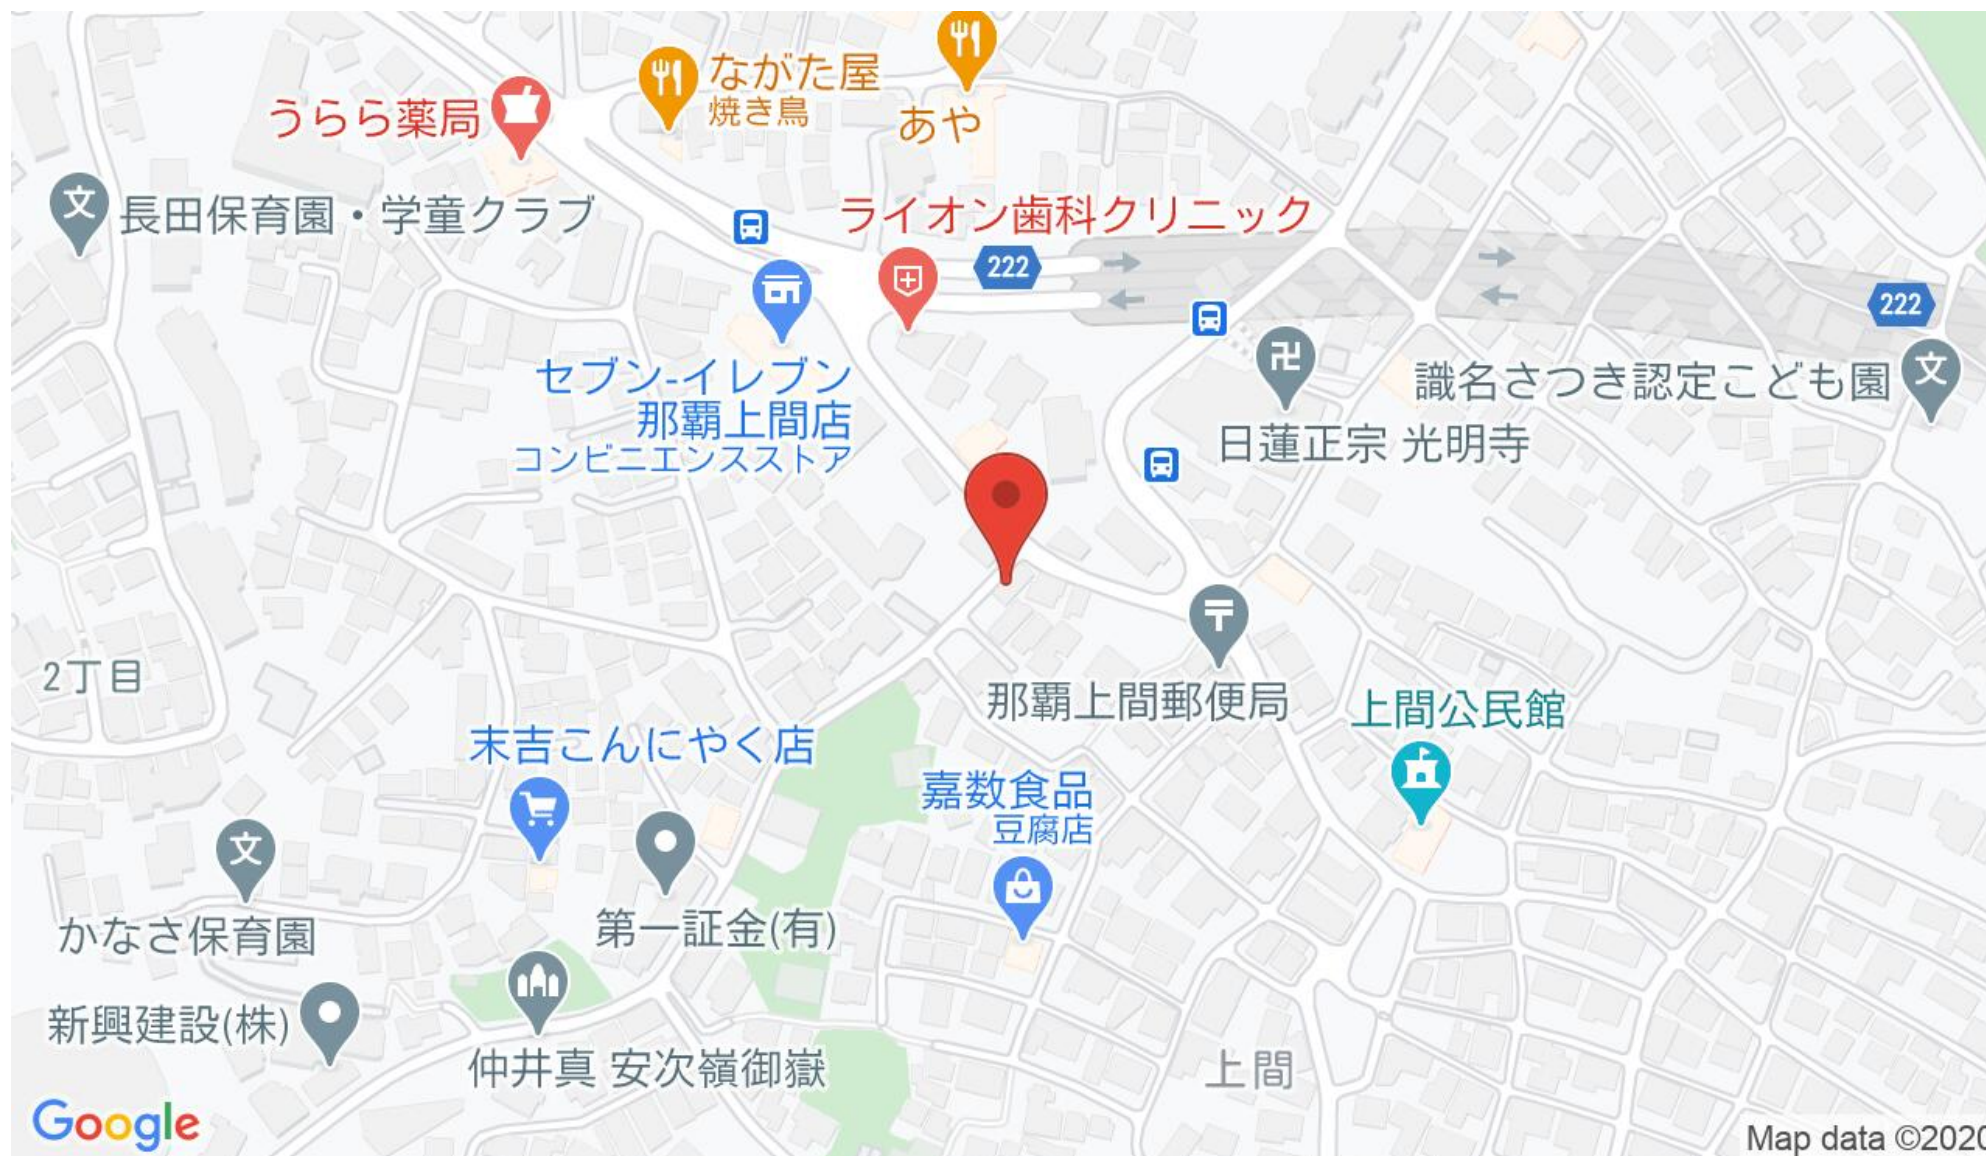 ながた屋
焼き鳥
あや
うらら薬局
長田保育園・学童クラブ
ライオン歯科クリニック
222
222
セブン-イレブン
那覇上間店
コンビニエンスストア
識名さつき認定こども園
日蓮正宗 光明寺
2丁目
那覇上間郵便局
上間公民館
末吉こんにやく店
嘉数食品
豆腐店
かなさ保育園
第一証金(有)
新興建設(株)
仲井真 安次嶺御嶽
上間
Google
Map data ©2020
文
文
文
卍
〒